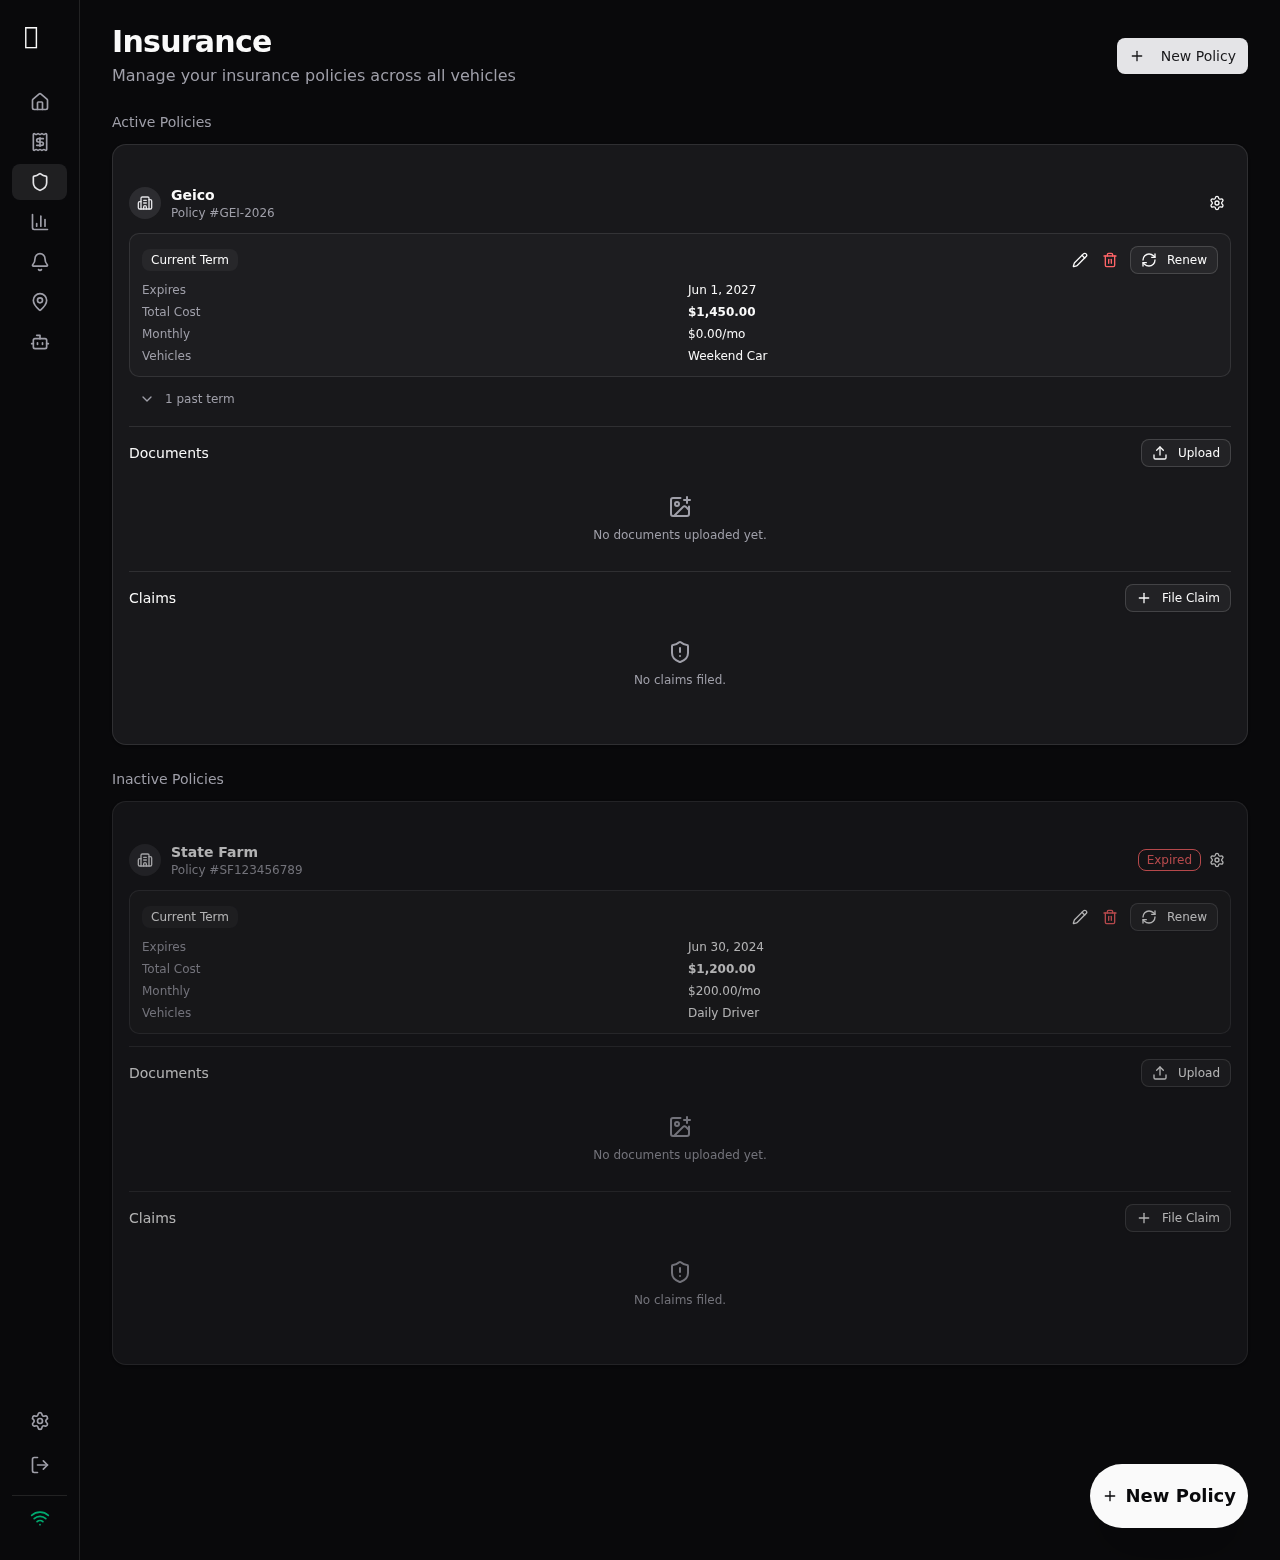 Insurance
Manage your insurance policies across all vehicles
New Policy
Active Policies
Geico
Policy #GEI-2026
Current Term
Renew
Expires Jun 1, 2027
Total Cost $1,450.00
Monthly $0.00/mo
Vehicles Weekend Car
1 past term
Documents
Upload
No documents uploaded yet.
Claims
File Claim
No claims filed.
Inactive Policies
State Farm
Policy #SF123456789
Expired
Current Term
Renew
Expires Jun 30, 2024
Total Cost $1,200.00
Monthly $200.00/mo
Vehicles Daily Driver
Documents
Upload
No documents uploaded yet.
Claims
File Claim
No claims filed.
New Policy